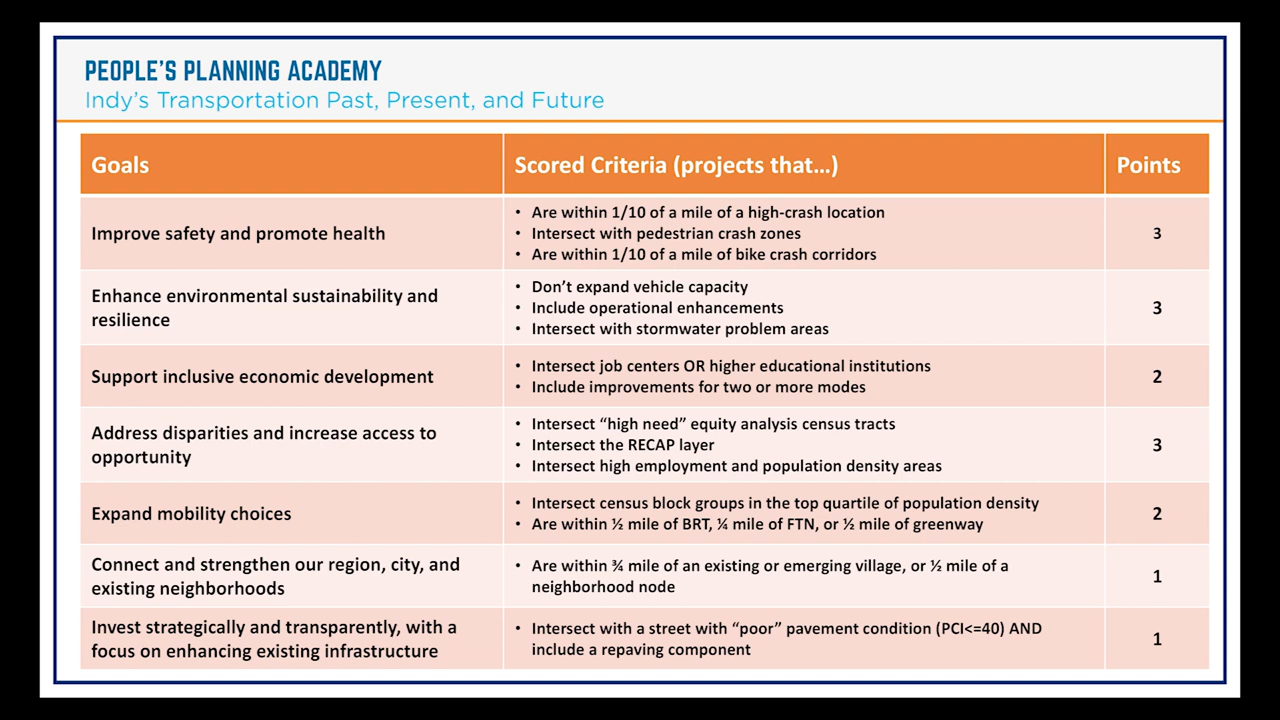 PEOPLE'S PLANNING ACADEMY
Indy's Transportation Past, Present, and Future
Goals
Scored Criteria (projects that...)
Points
Improve safety and promote health
• Are within 1/10 of a mile of a high-crash location
• Intersect with pedestrian crash zones
• Are within 1/10 of a mile of bike crash corridors
3
Enhance environmental sustainability and
resilience
• Don't expand vehicle capacity
• Include operational enhancements
• Intersect with stormwater problem areas
3
Support inclusive economic development
• Intersect job centers OR higher educational institutions
• Include improvements for two or more modes
2
Address disparities and increase access to
opportunity
• Intersect "high need" equity analysis census tracts
• Intersect the RECAP layer
• Intersect high employment and population density areas
3
Expand mobility choices
• Intersect census block groups in the top quartile of population density
• Are within ½ mile of BRT, ¼ mile of FTN, or ½ mile of greenway
2
Connect and strengthen our region, city, and
existing neighborhoods
• Are within ¾ mile of an existing or emerging village, or ½ mile of a
neighborhood node
1
Invest strategically and transparently, with a
focus on enhancing existing infrastructure
• Intersect with a street with "poor" pavement condition (PCI<=40) AND
include a repaving component
1